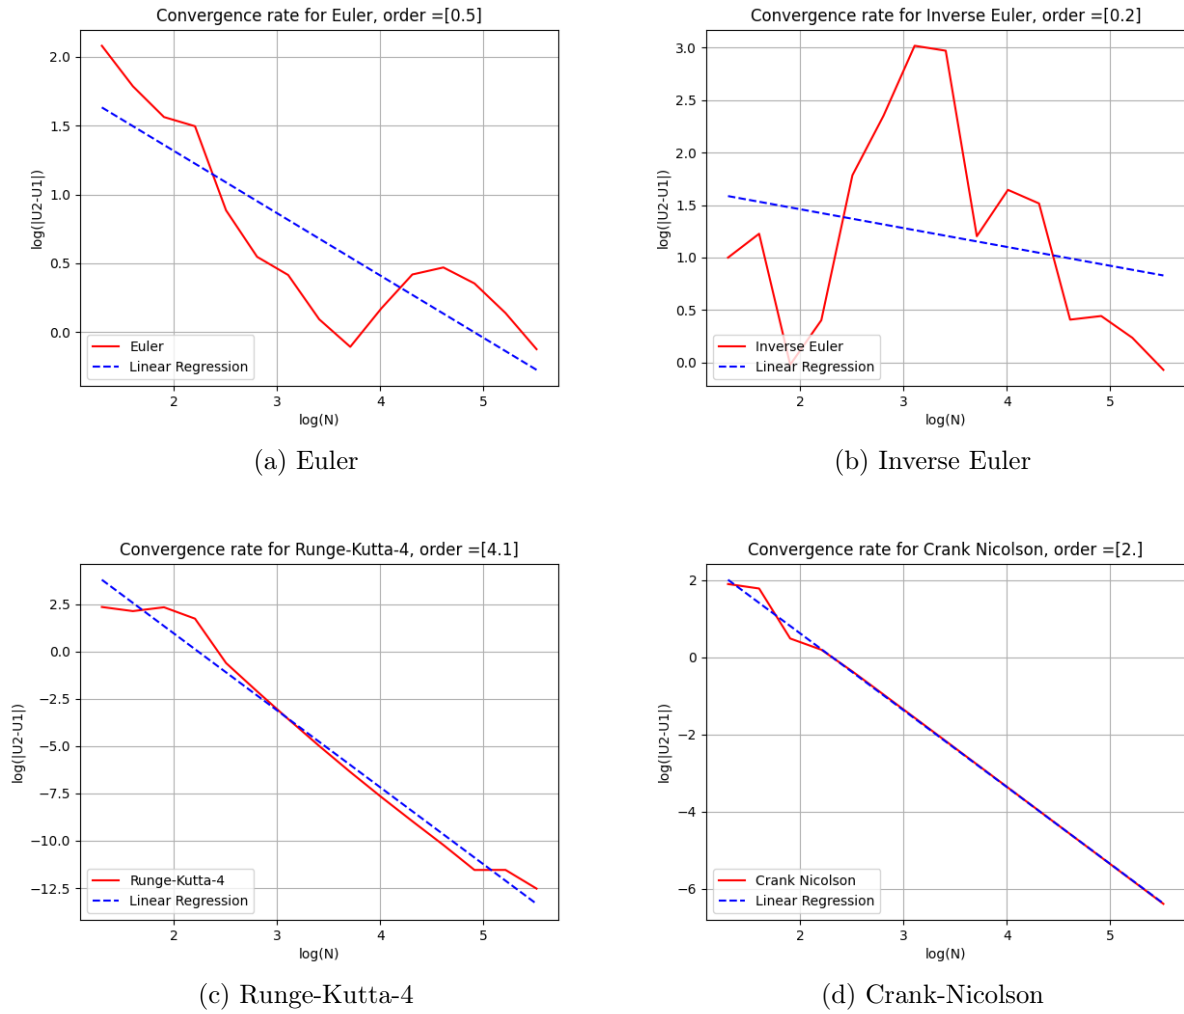 Convergence rate for Euler, order =[0.5]
2.0
1.5
1.0
0.5
0.0
log(|U2-U1|)
Euler
Linear Regression
2 3 4 5
log(N)
(a) Euler
Convergence rate for Inverse Euler, order =[0.2]
3.0
2.5
2.0
1.5
1.0
0.5
0.0
log(|U2-U1|)
Inverse Euler
Linear Regression
2 3 4 5
log(N)
(b) Inverse Euler
Convergence rate for Runge-Kutta-4, order =[4.1]
2.5
0.0
−2.5
−5.0
−7.5
−10.0
−12.5
log(|U2-U1|)
Runge-Kutta-4
Linear Regression
2 3 4 5
log(N)
(c) Runge-Kutta-4
Convergence rate for Crank Nicolson, order =[2.]
2
0
−2
−4
−6
log(|U2-U1|)
Crank Nicolson
Linear Regression
2 3 4 5
log(N)
(d) Crank-Nicolson